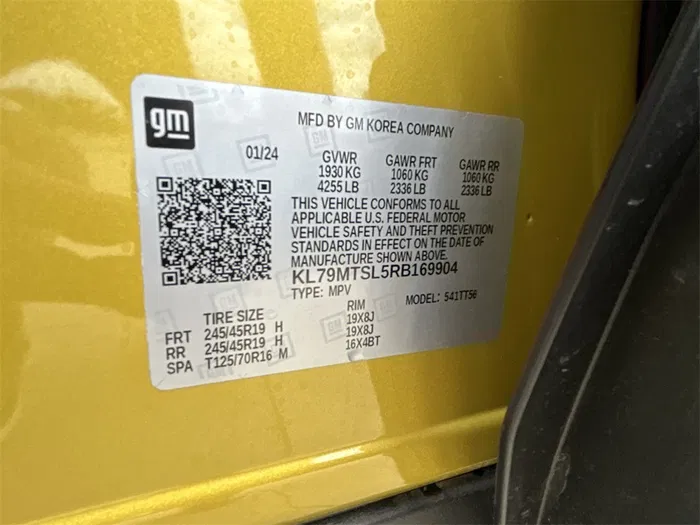 gm
MFD BY GM KOREA COMPANY
01/24 GVWR GAWR FRT GAWR RR
1930 KG 1060 KG 1060 KG
4255 LB 2336 LB 2336 LB
THIS VEHICLE CONFORMS TO ALL
APPLICABLE U.S. FEDERAL MOTOR
VEHICLE SAFETY AND THEFT PREVENTION
STANDARDS IN EFFECT ON THE DATE OF
MANUFACTURE SHOWN ABOVE.
KL79MTSL5RB169904
TYPE: MPV MODEL: 541TT56
TIRE SIZE RIM
FRT 245/45R19 H 19X8J
RR 245/45R19 H 19X8J
SPA T125/70R16 M 16X4BT